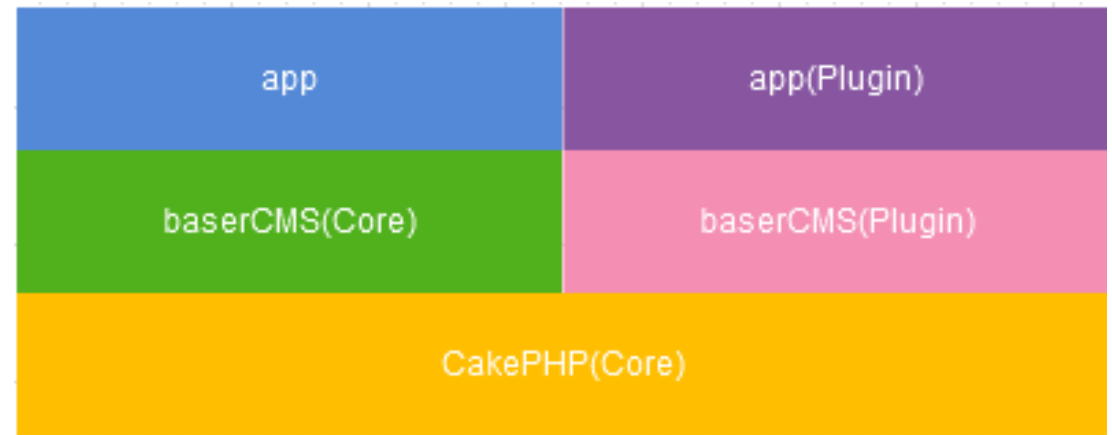 app
app(Plugin)
baserCMS(Core)
baserCMS(Plugin)
CakePHP(Core)